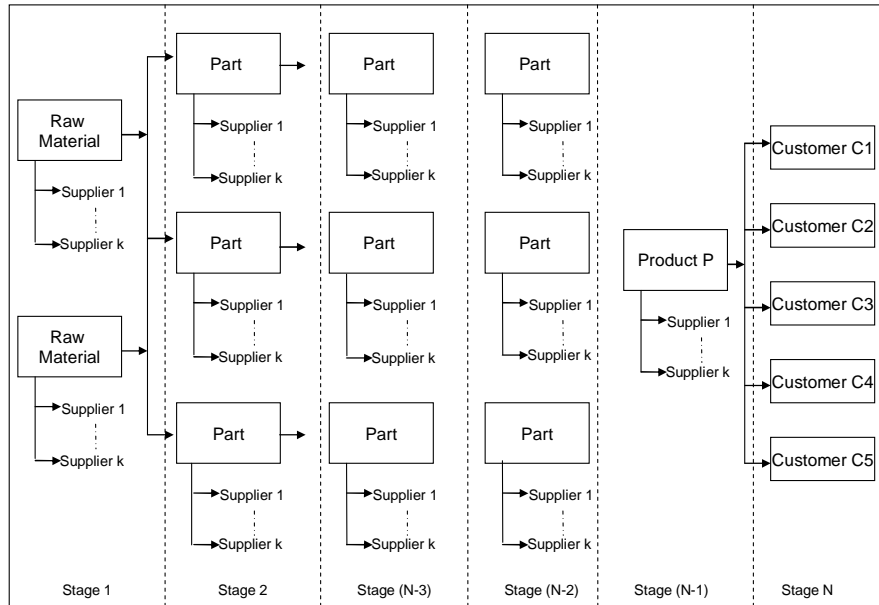 Raw
Material
Supplier 1
Supplier k
Raw
Material
Supplier 1
Supplier k
Stage 1
Part
Supplier 1
Supplier k
Part
Supplier 1
Supplier k
Part
Supplier 1
Supplier k
Stage 2
Part
Supplier 1
Supplier k
Part
Supplier 1
Supplier k
Part
Supplier 1
Supplier k
Stage (N-3)
Part
Supplier 1
Supplier k
Part
Supplier 1
Supplier k
Part
Supplier 1
Supplier k
Stage (N-2)
Product P
Supplier 1
Supplier k
Stage (N-1)
Customer C1
Customer C2
Customer C3
Customer C4
Customer C5
Stage N